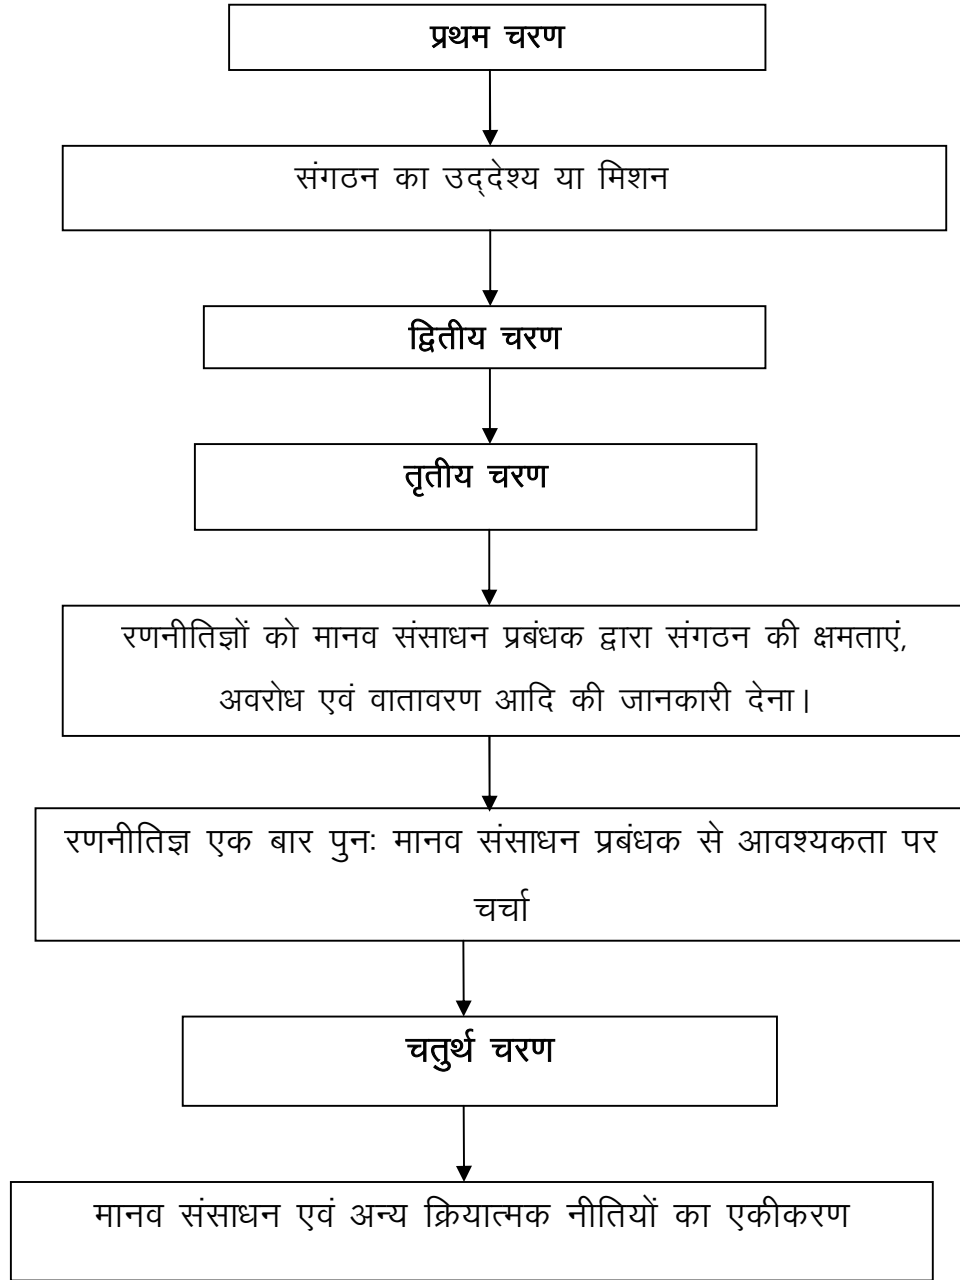 प्रथम चरण
संगठन का उद्देश्य या मिशन
द्वितीय चरण
तृतीय चरण
रणनीतिज्ञों को मानव संसाधन प्रबंधक द्वारा संगठन की क्षमताएं,
अवरोध एवं वातावरण आदि की जानकारी देना।
रणनीतिज्ञ एक बार पुनः मानव संसाधन प्रबंधक से आवश्यकता पर
चर्चा
चतुर्थ चरण
मानव संसाधन एवं अन्य क्रियात्मक नीतियों का एकीकरण